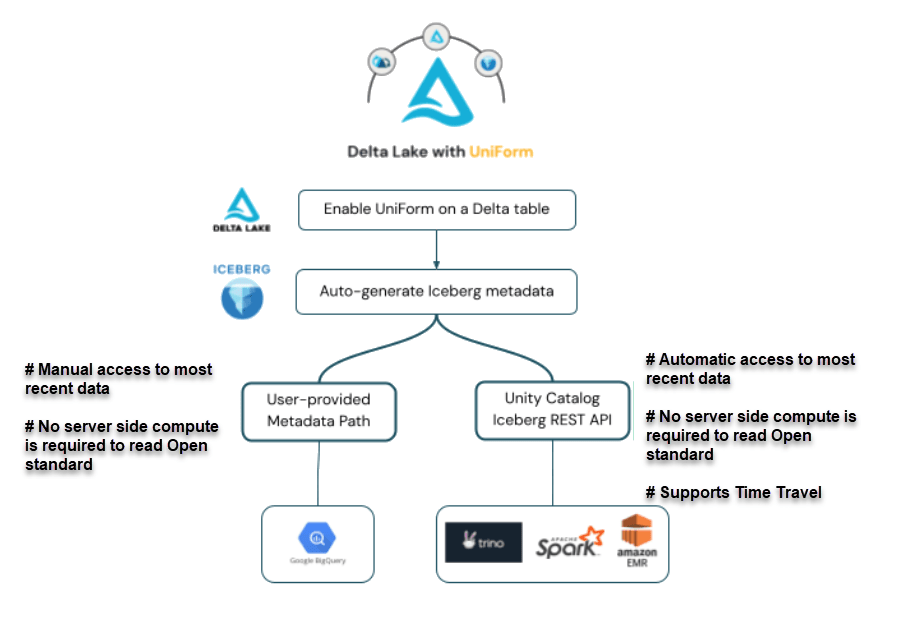 Delta Lake with UniForm
DELTA LAKE
Enable UniForm on a Delta table
ICEBERG
Auto-generate Iceberg metadata
# Manual access to most
recent data
# No server side compute
is required to read Open
standard
User-provided
Metadata Path
Unity Catalog
Iceberg REST API
# Automatic access to most
recent data
# No server side compute is
required to read Open
standard
# Supports Time Travel
Google BigQuery
trino
APACHE
Spark
amazon
EMR